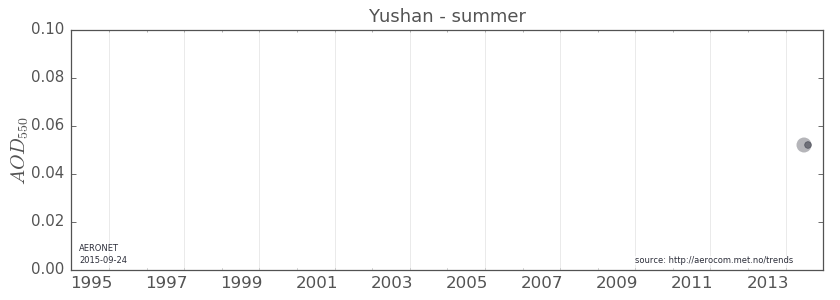 Yushan - summer
0.10
0.08
0.06
0.04
0.02
0.00
AOD550
AERONET
2015-09-24
source: http://aerocom.met.no/trends
1995 1997 1999 2001 2003 2005 2007 2009 2011 2013